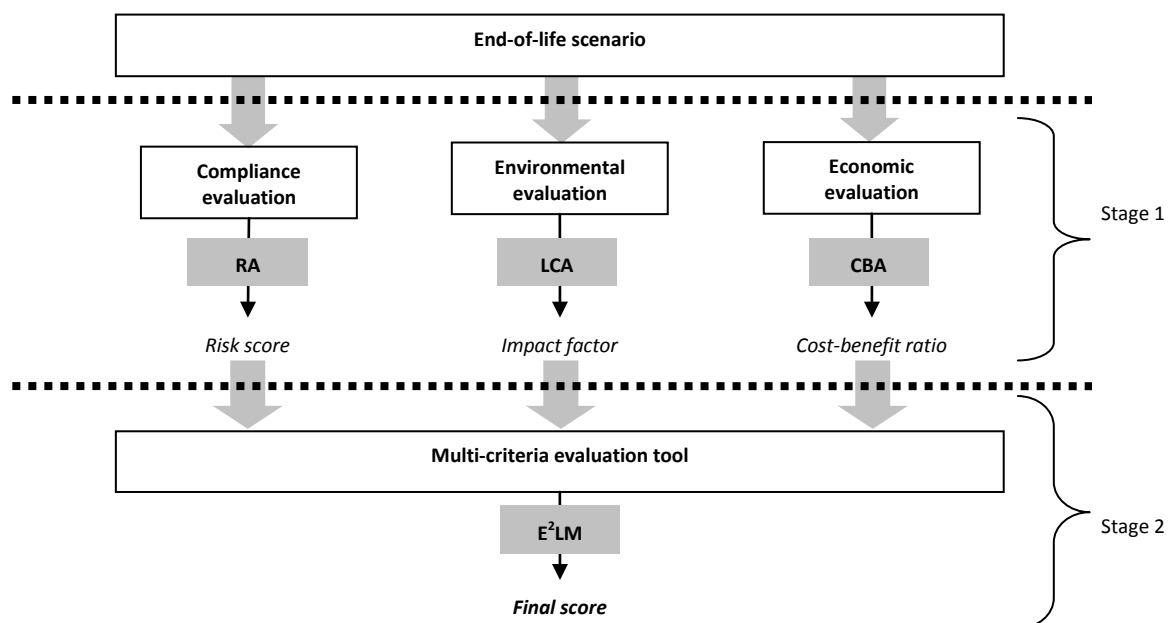 End-of-life scenario
Compliance
evaluation
Environmental
evaluation
Economic
evaluation
Stage 1
RA
LCA
CBA
Risk score
Impact factor
Cost-benefit ratio
Multi-criteria evaluation tool
E²LM
Stage 2
Final score